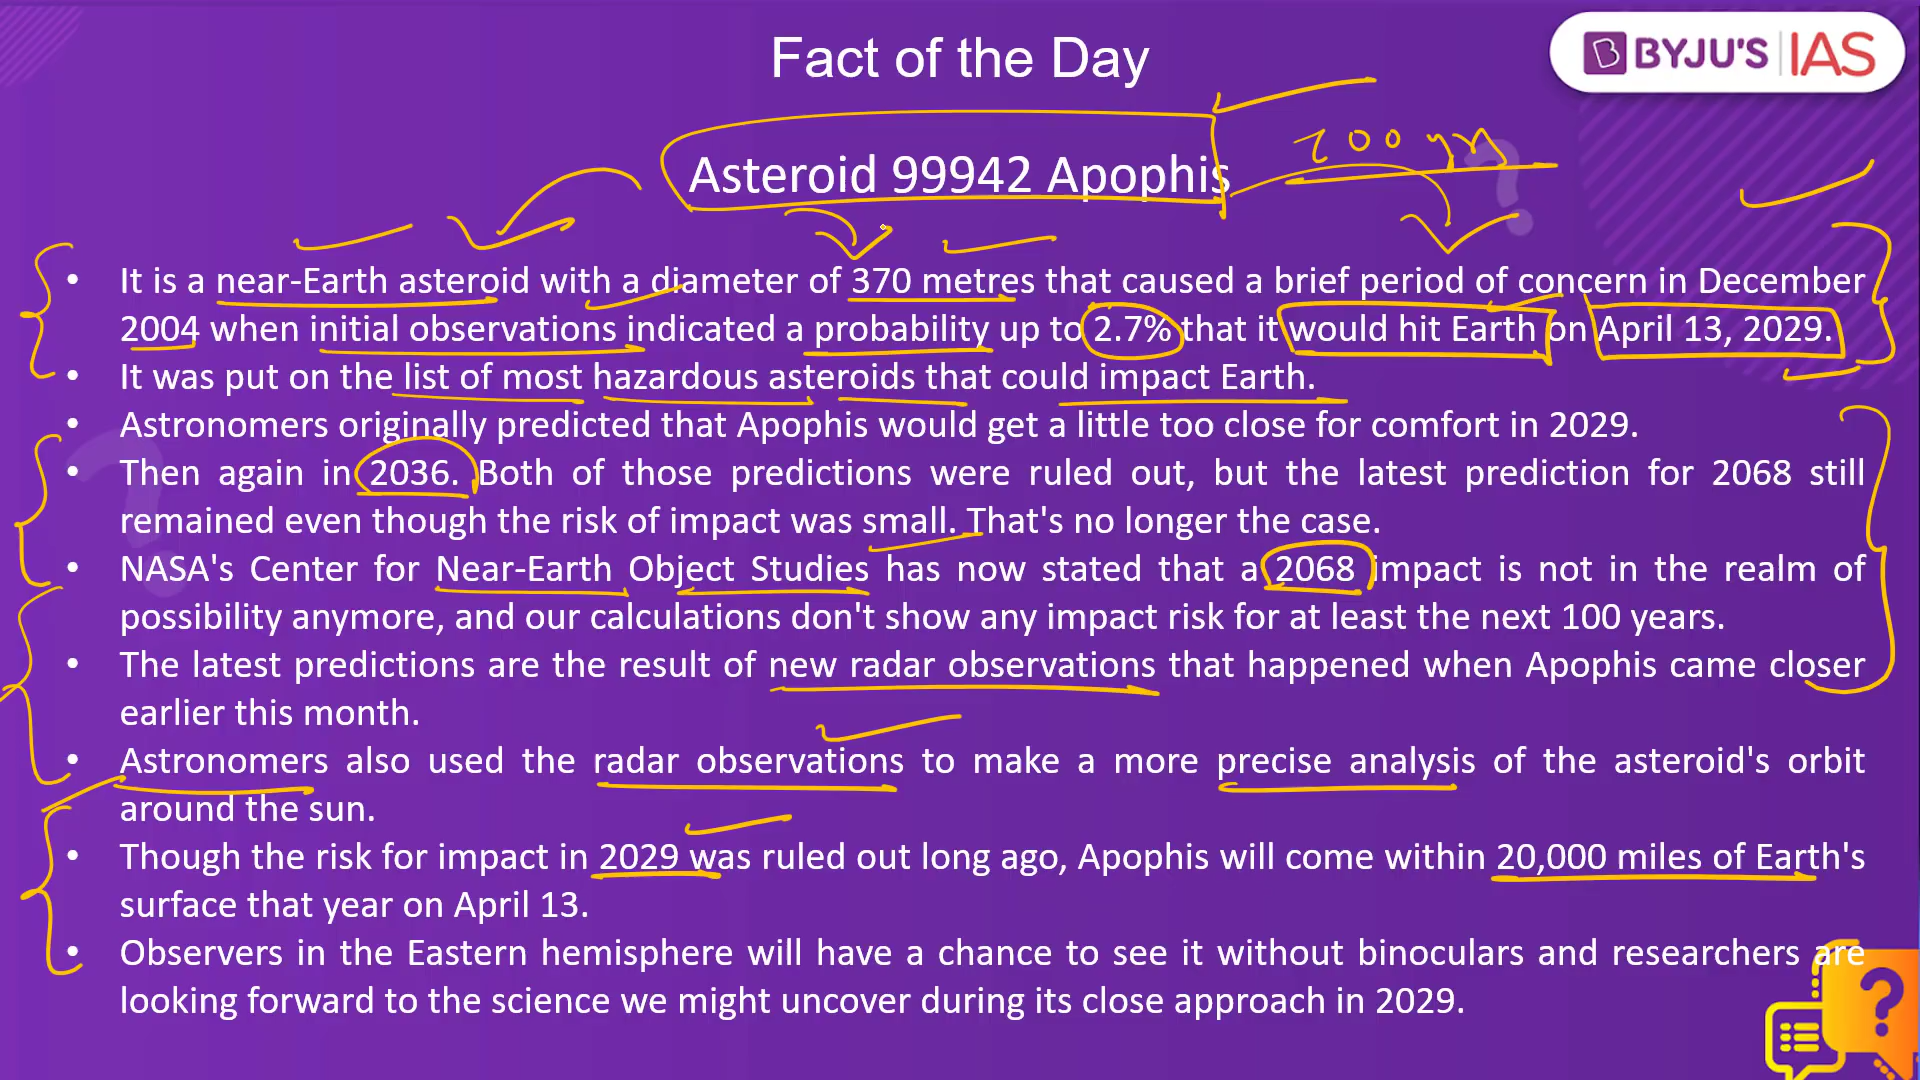 Fact of the Day
BYJU'S IAS
Asteroid 99942 Apophis
• It is a near-Earth asteroid with a diameter of 370 metres that caused a brief period of concern in December
2004 when initial observations indicated a probability up to 2.7% that it would hit Earth on April 13, 2029.
• It was put on the list of most hazardous asteroids that could impact Earth.
• Astronomers originally predicted that Apophis would get a little too close for comfort in 2029.
• Then again in 2036. Both of those predictions were ruled out, but the latest prediction for 2068 still
remained even though the risk of impact was small. That's no longer the case.
• NASA's Center for Near-Earth Object Studies has now stated that a 2068 impact is not in the realm of
possibility anymore, and our calculations don't show any impact risk for at least the next 100 years.
• The latest predictions are the result of new radar observations that happened when Apophis came closer
earlier this month.
• Astronomers also used the radar observations to make a more precise analysis of the asteroid's orbit
around the sun.
• Though the risk for impact in 2029 was ruled out long ago, Apophis will come within 20,000 miles of Earth's
surface that year on April 13.
• Observers in the Eastern hemisphere will have a chance to see it without binoculars and researchers are
looking forward to the science we might uncover during its close approach in 2029.